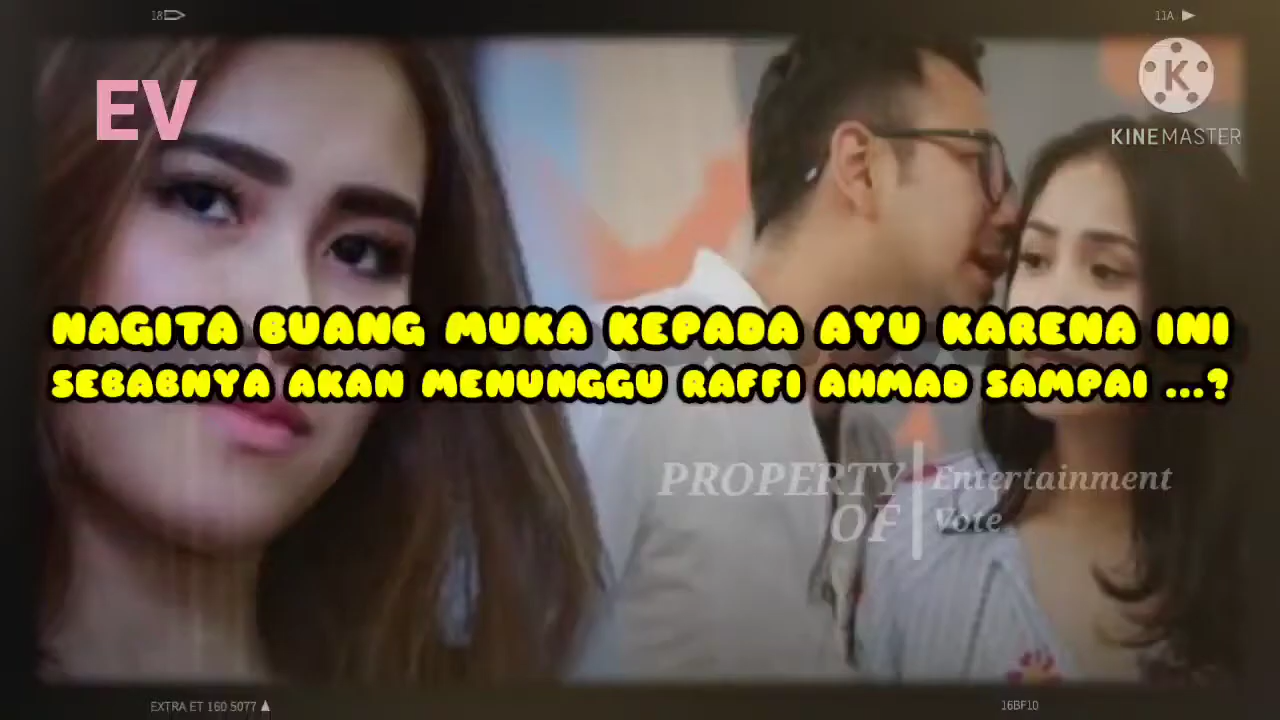 18
11A
EV
K
KINEMASTER
NAGITA BUANG MUKA KEPADA AYU KARENA INI
SEBABNYA AKAN MENUNGGU RAFFI AHMAD SAMPAI ...?
PROPERTY OF
Entertainment Vote
EXTRA ET 160 5077
16BF10